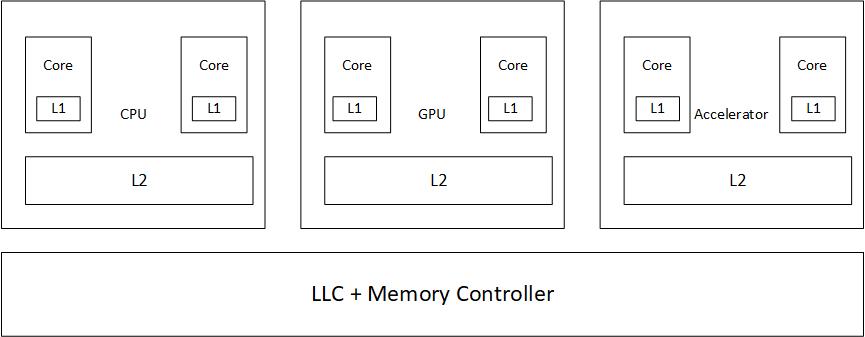 Core
Core
L1
L1
CPU
L2
Core
Core
L1
L1
GPU
L2
Core
Core
L1
L1
Accelerator
L2
LLC + Memory Controller